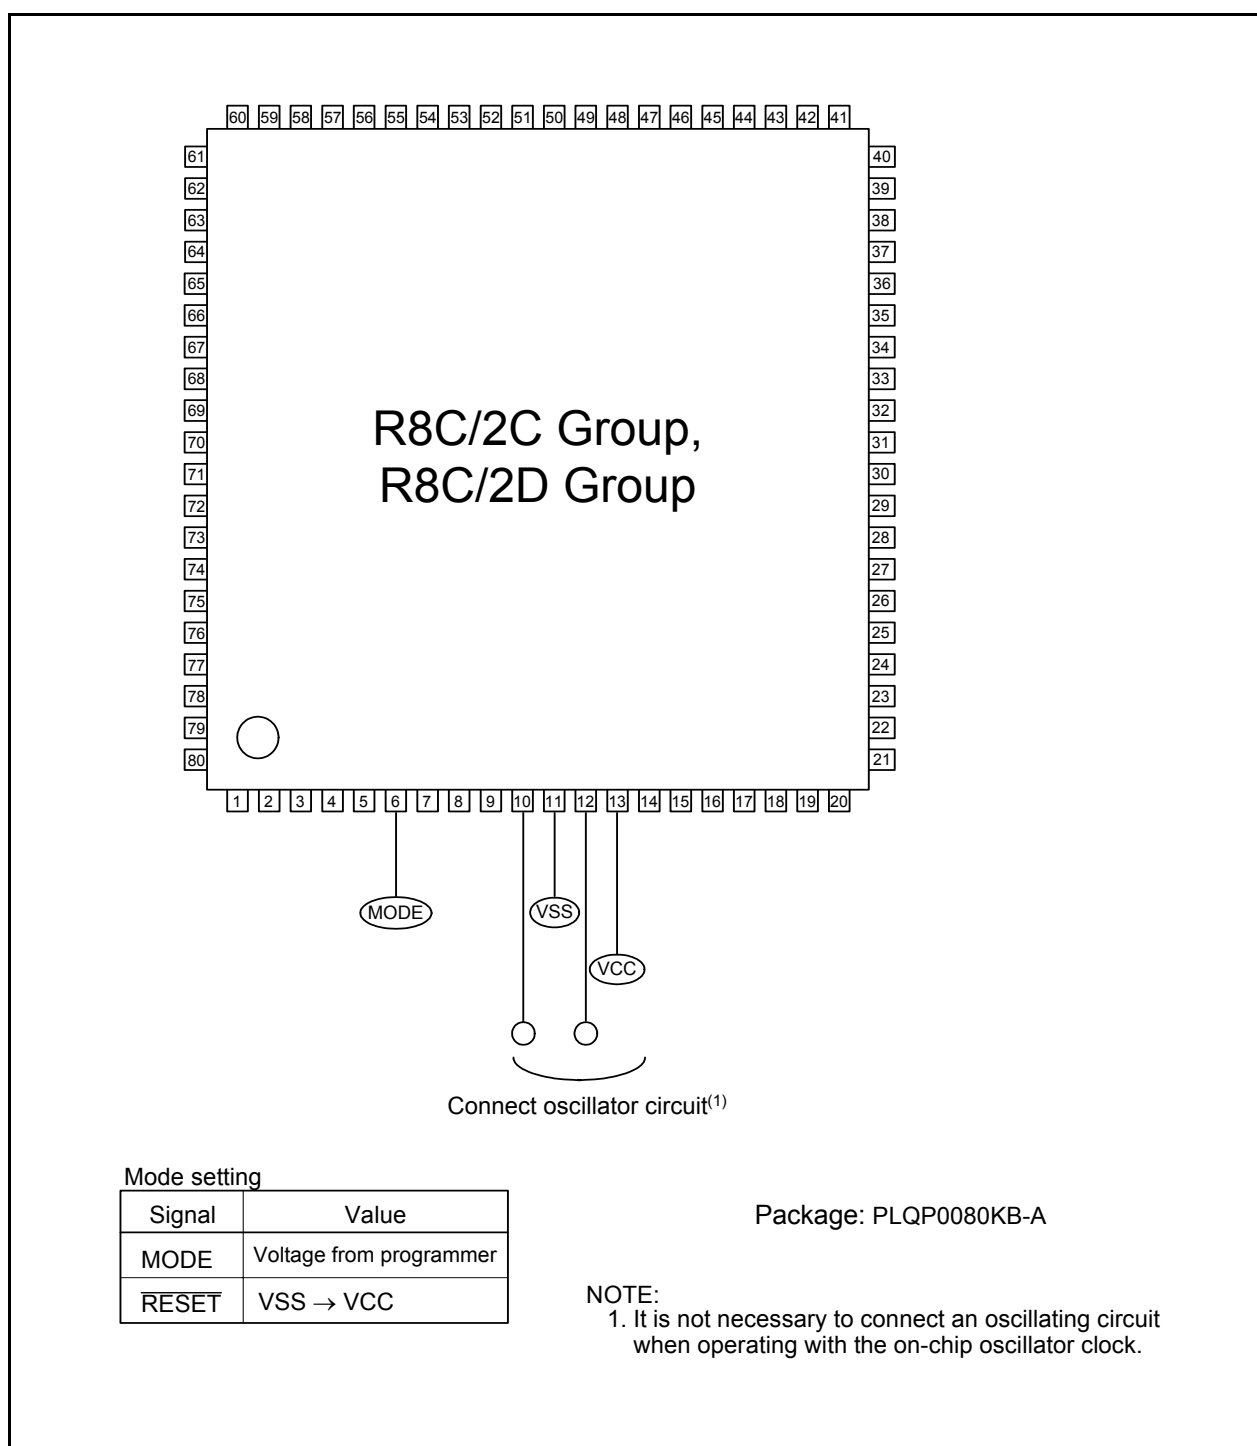 60 59 58 57 56 55 54 53 52 51 50 49 48 47 46 45 44 43 42 41
61 40
62 39
63 38
64 37
65 36
66 35
67 34
68 33
69 32
70 31
71 30
72 29
73 28
74 27
75 26
76 25
77 24
78 23
79 22
80 21
R8C/2C Group,
R8C/2D Group
1 2 3 4 5 6 7 8 9 10 11 12 13 14 15 16 17 18 19 20
MODE VSS
VCC
Connect oscillator circuit(1)
Mode setting
Signal Value
MODE Voltage from programmer
RESET VSS → VCC
Package: PLQP0080KB-A
NOTE:
1. It is not necessary to connect an oscillating circuit
when operating with the on-chip oscillator clock.